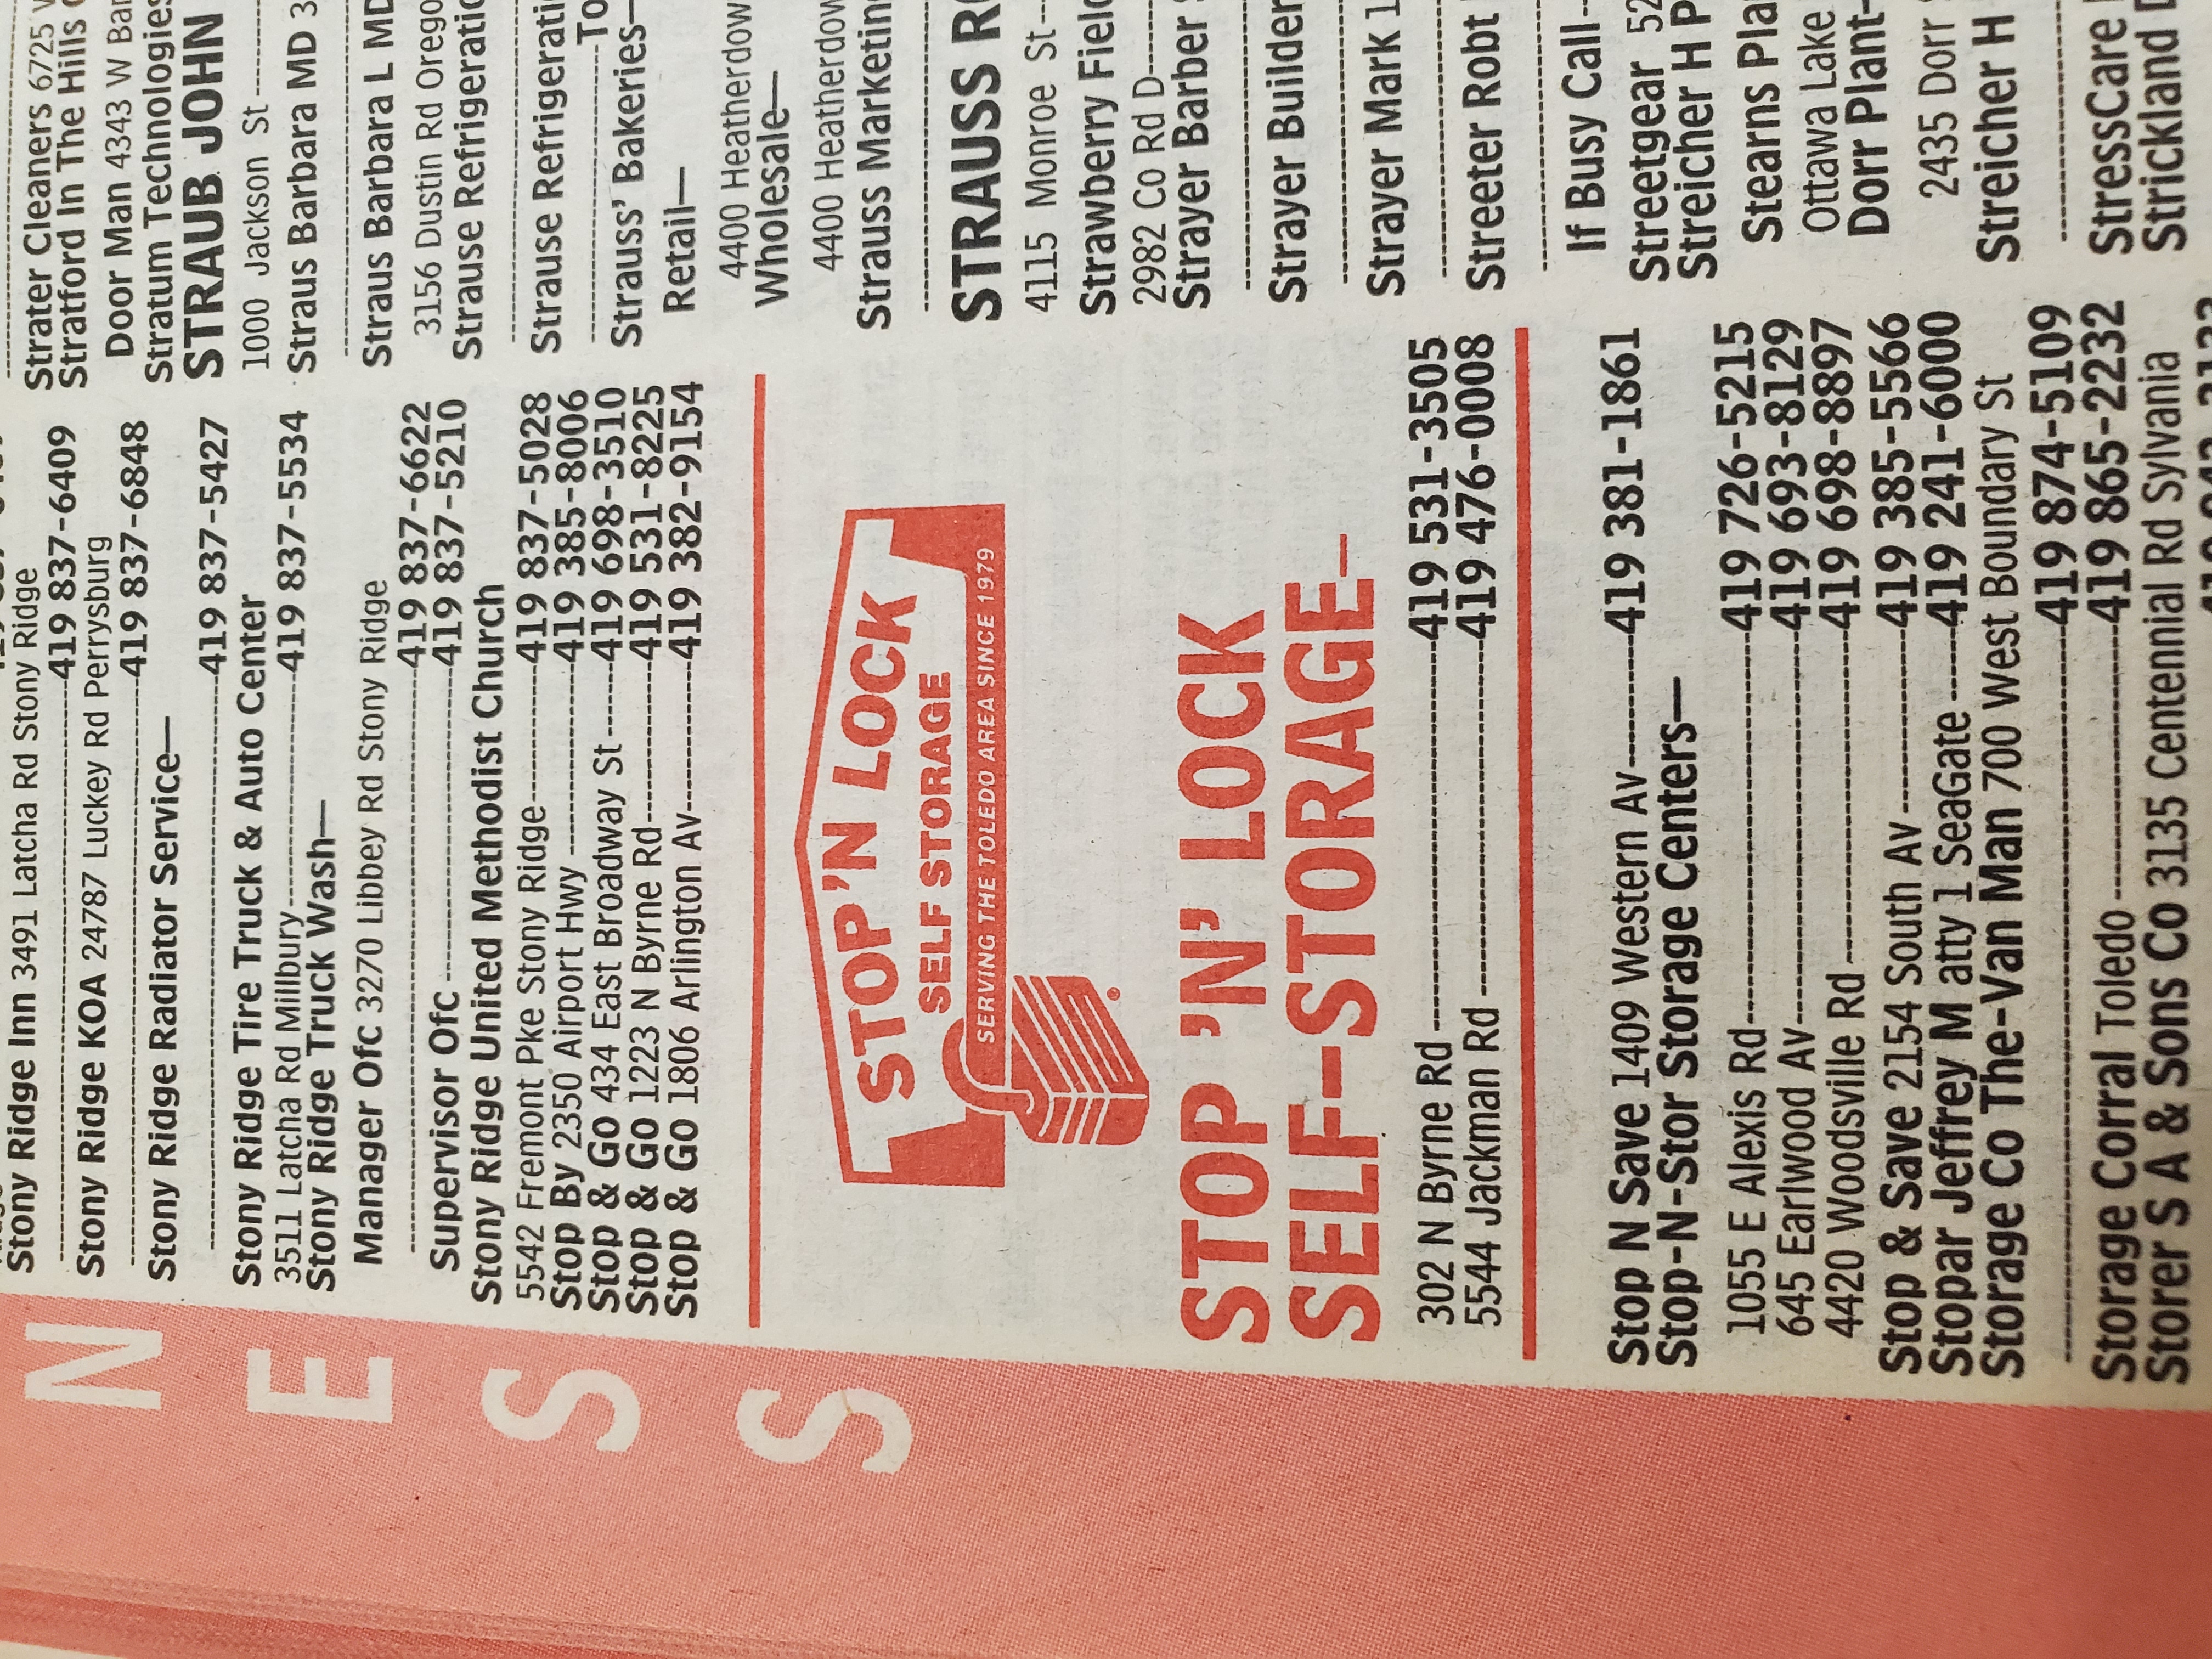 N
E
S
S
Stony Ridge Inn 3491 Latcha Rd Stony Ridge
----------419 837-6409
Stony Ridge KOA 24787 Luckey Rd Perrysburg
----------419 837-6848
Stony Ridge Radiator Service—
----------419 837-5427
Stony Ridge Tire Truck & Auto Center
3511 Latcha Rd Millbury----------419 837-5534
Stony Ridge Truck Wash—
Manager Ofc 3270 Libbey Rd Stony Ridge
----------419 837-6622
Supervisor Ofc----------419 837-5210
Stony Ridge United Methodist Church
5542 Fremont Pke Stony Ridge----------419 837-5028
Stop By 2350 Airport Hwy----------419 385-8006
Stop & Go 434 East Broadway St------419 698-3510
Stop & Go 1223 N Byrne Rd----------419 531-8225
Stop & Go 1806 Arlington Av----------419 382-9154
STOP 'N LOCK
SELF STORAGE
SERVING THE TOLEDO AREA SINCE 1979
®
STOP 'N' LOCK
SELF-STORAGE—
302 N Byrne Rd----------419 531-3505
5544 Jackman Rd----------419 476-0008
Stop N Save 1409 Western Av----------419 381-1861
Stop-N-Stor Storage Centers—
1055 E Alexis Rd----------419 726-5215
645 Earlwood Av----------419 693-8129
4420 Woodsville Rd----------419 698-8897
Stop & Save 2154 South Av----------419 385-5566
Stopar Jeffrey M atty 1 SeaGate-----419 241-6000
Storage Co The-Van Man 700 West Boundary St
----------419 874-5109
Storage Corral Toledo----------419 865-2232
Storer S A & Sons Co 3135 Centennial Rd Sylvania
Strater Cleaners 6725
Stratford In The Hills
Door Man 4343 W Ban
Stratum Technologies
STRAUB JOHN
1000 Jackson St----------
Straus Barbara MD 3
Straus Barbara L MD
3156 Dustin Rd Orego
Strause Refrigeratio
Strause Refrigerati
----------To
Strauss' Bakeries—
Retail—
4400 Heatherdow
Wholesale—
4400 Heatherdow
Strauss Marketing
STRAUSS RO
4115 Monroe St--
Strawberry Field
2982 Co Rd D----------
Strayer Barber
Strayer Builder
Strayer Mark
Streeter Robt
If Busy Call--
Streetgear 52
Streicher H P
Stearns Pla
Ottawa Lake
Dorr Plant-
2435 Dorr
Streicher H
StressCare
Strickland